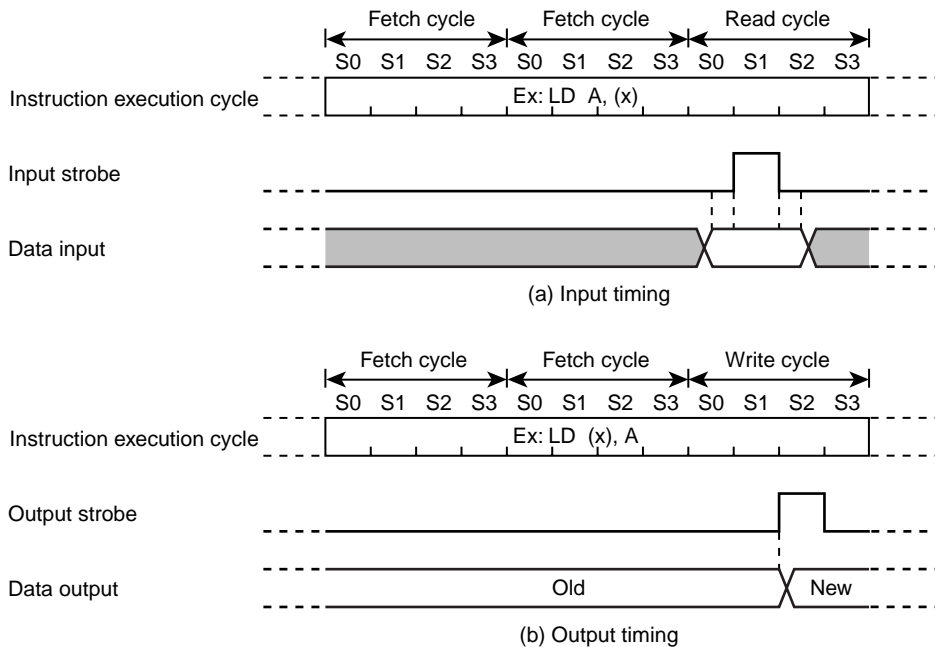 Fetch cycle Fetch cycle Read cycle
S0 S1 S2 S3 S0 S1 S2 S3 S0 S1 S2 S3
Instruction execution cycle Ex: LD A, (x)
Input strobe
Data input
(a) Input timing
Fetch cycle Fetch cycle Write cycle
S0 S1 S2 S3 S0 S1 S2 S3 S0 S1 S2 S3
Instruction execution cycle Ex: LD (x), A
Output strobe
Data output Old New
(b) Output timing